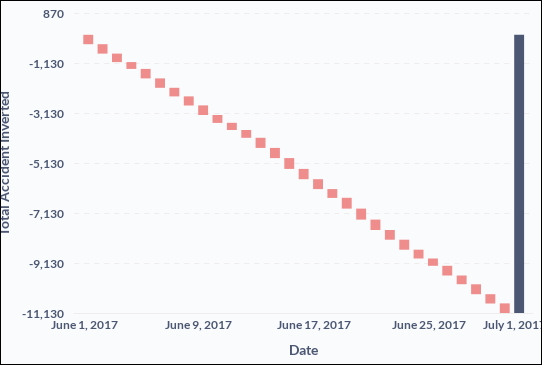 870
-1,130
-3,130
-5,130
-7,130
-9,130
-11,130
Total Accident Inverted
June 1, 2017
June 9, 2017
June 17, 2017
June 25, 2017
July 1, 2017
Date